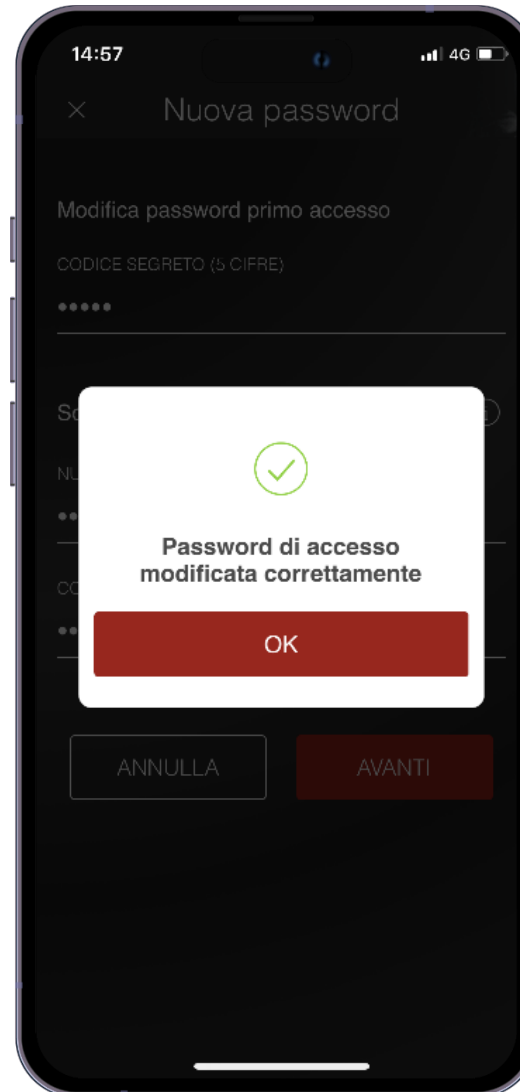 14:57
4G
Nuova password
Modifica password primo accesso
CODICE SEGRETO (5 CIFRE)
•••••
Password di accesso
modificata correttamente
OK
ANNULLA
AVANTI